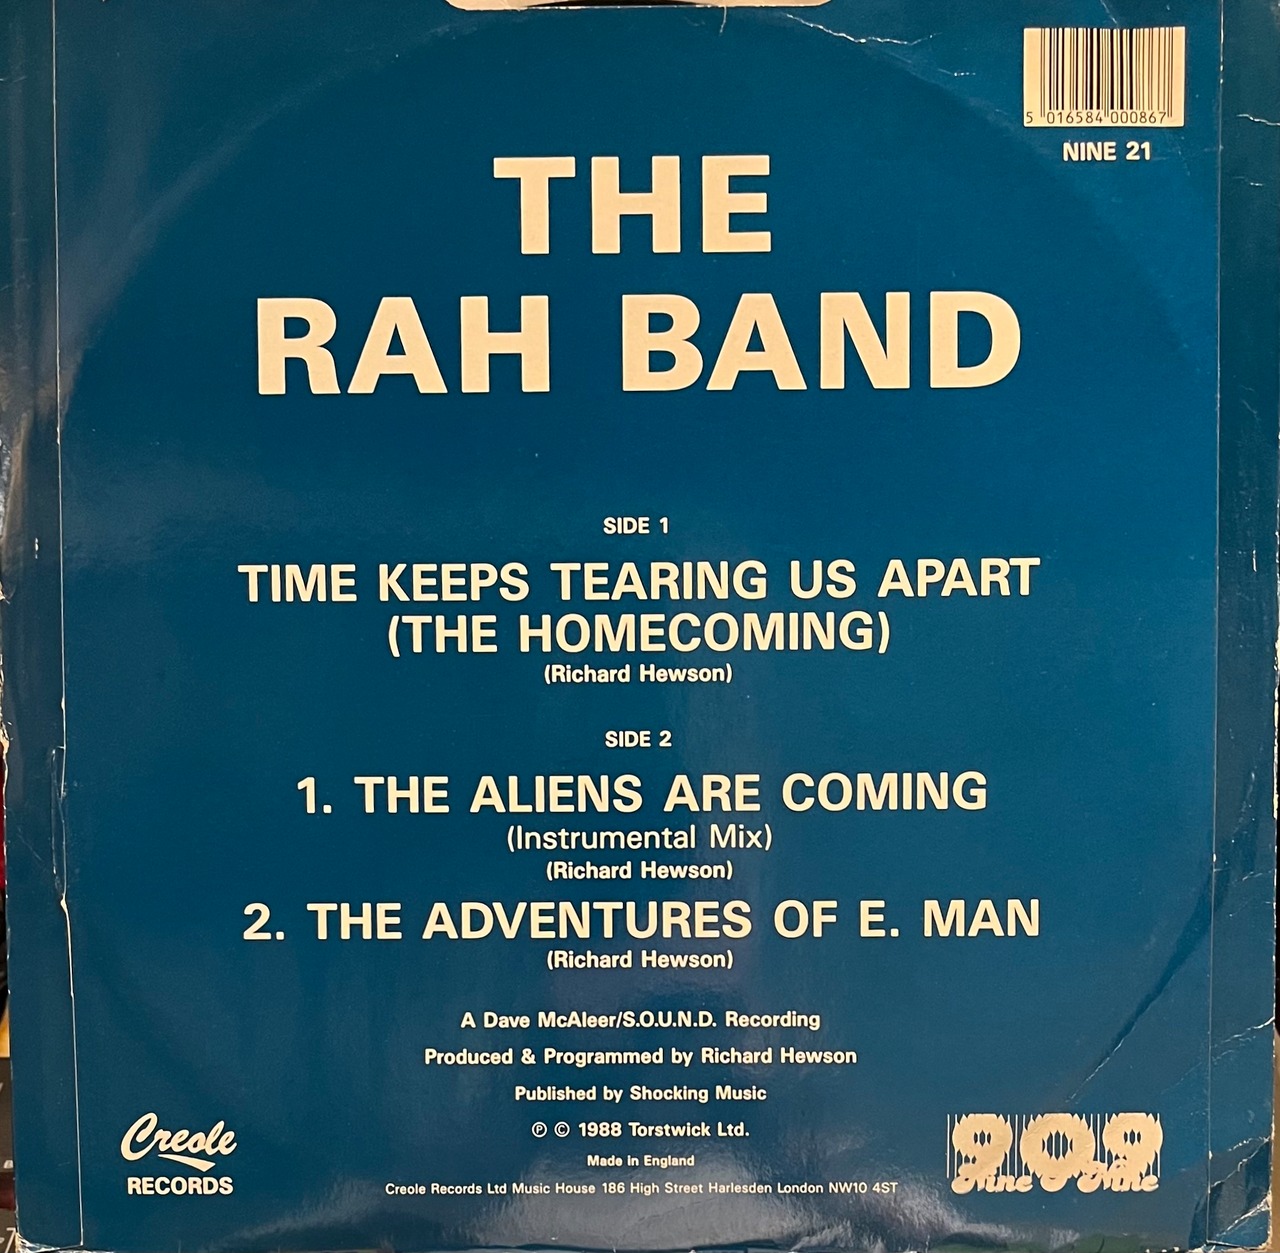 5 016584 000867
NINE 21
THE
RAH BAND
SIDE 1
TIME KEEPS TEARING US APART
(THE HOMECOMING)
(Richard Hewson)
SIDE 2
1. THE ALIENS ARE COMING
(Instrumental Mix)
(Richard Hewson)
2. THE ADVENTURES OF E. MAN
(Richard Hewson)
A Dave McAleer/S.O.U.N.D. Recording
Produced & Programmed by Richard Hewson
Published by Shocking Music
℗ © 1988 Torstwick Ltd.
Made in England
Creole Records Ltd Music House 186 High Street Harlesden London NW10 4ST
Creole
RECORDS
909
Nine O Nine